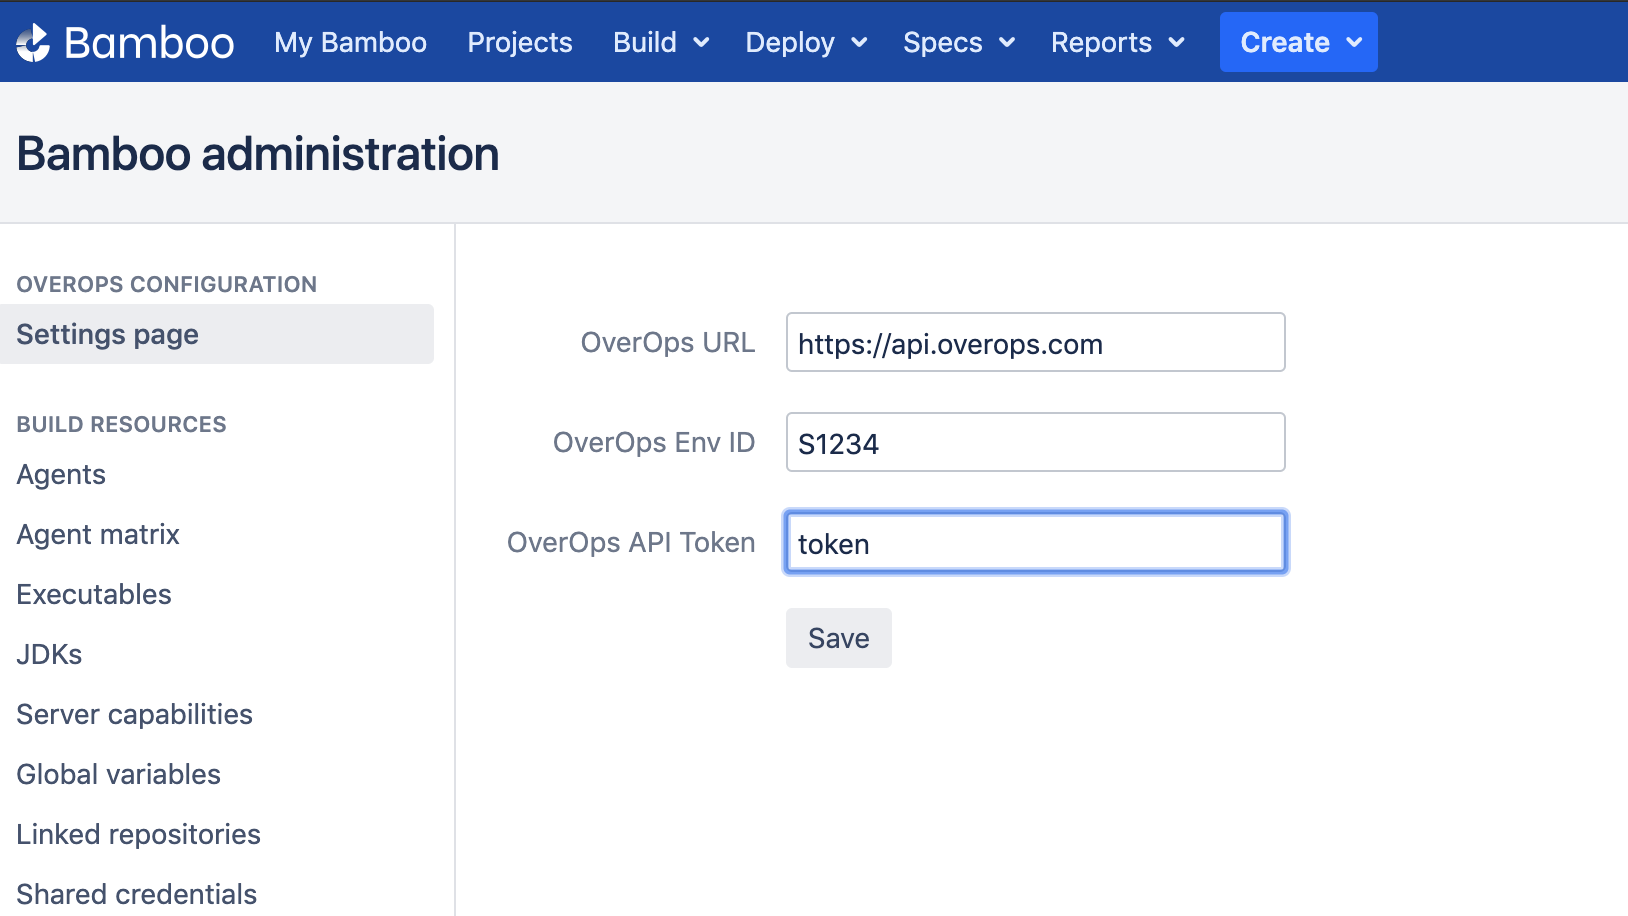 Bamboo My Bamboo Projects Build Deploy Specs Reports Create
Bamboo administration
OVEROPS CONFIGURATION
Settings page
BUILD RESOURCES
Agents
Agent matrix
Executables
JDKs
Server capabilities
Global variables
Linked repositories
Shared credentials
OverOps URL https://api.overops.com
OverOps Env ID S1234
OverOps API Token token
Save